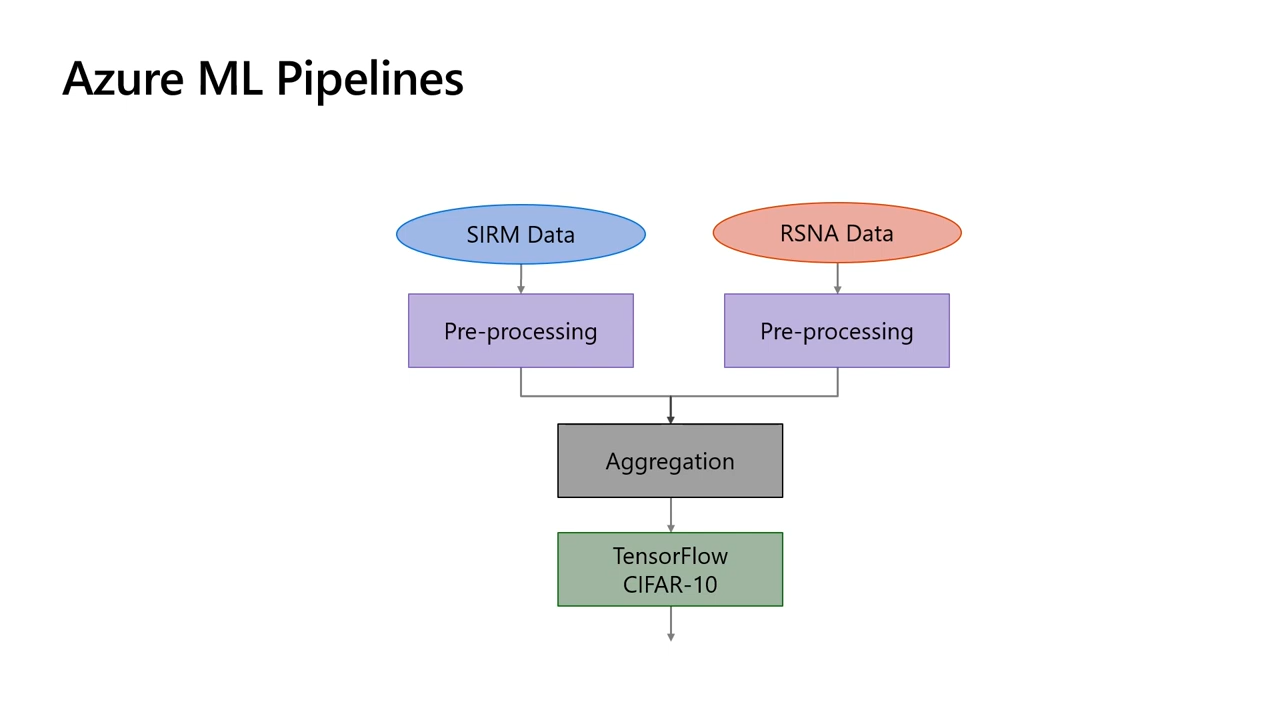 Azure ML Pipelines
SIRM Data
RSNA Data
Pre-processing
Pre-processing
Aggregation
TensorFlow
CIFAR-10